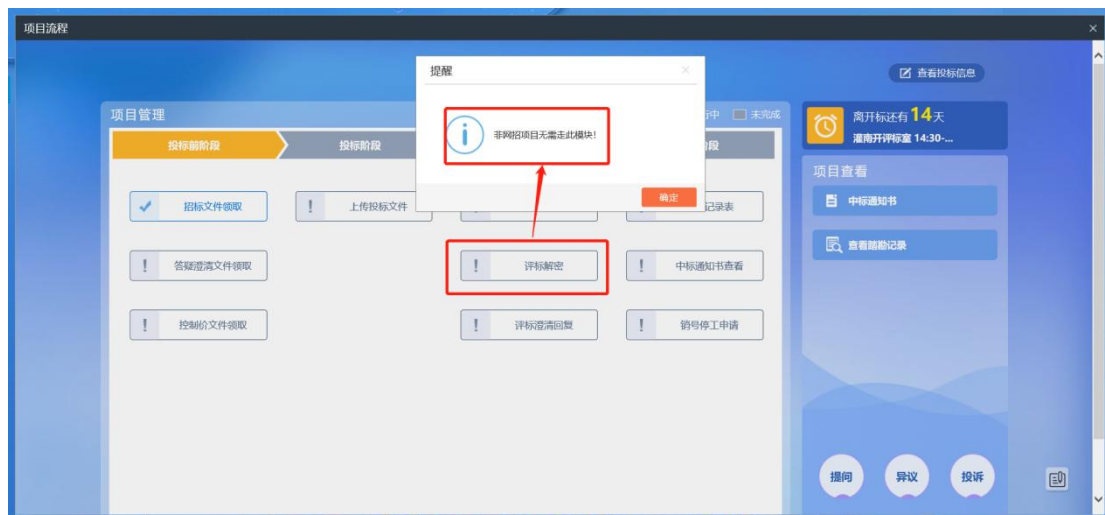 项目流程
提醒
查看投标信息
非网招项目无需走此模块!
确定
项目管理
未完成
投标前阶段
投标阶段
招标文件领取
上传投标文件
记录表
答疑澄清文件领取
评标解密
中标通知书查看
控制价文件领取
评标澄清回复
销号停工申请
离开标还有14天
灌南开评标室 14:30-...
项目查看
中标通知书
查看踏勘记录
提问
异议
投诉